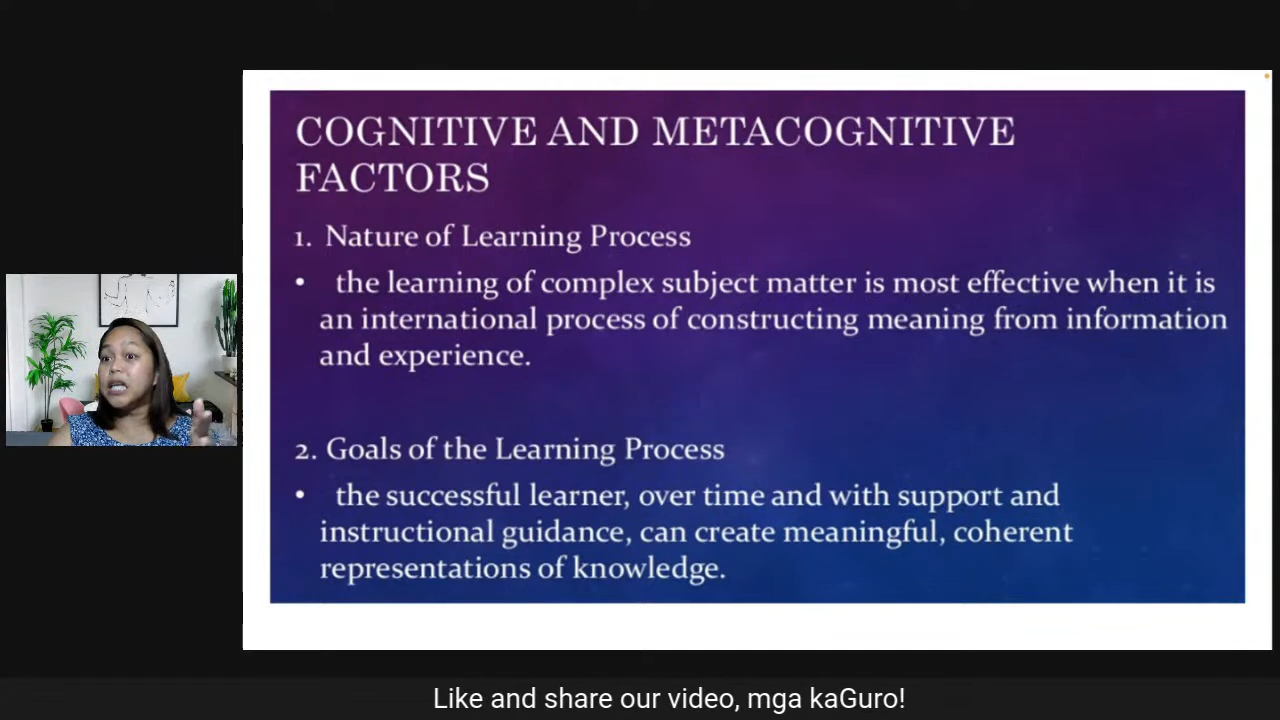 COGNITIVE AND METACOGNITIVE
FACTORS
1. Nature of Learning Process
• the learning of complex subject matter is most effective when it is
an international process of constructing meaning from information
and experience.
2. Goals of the Learning Process
• the successful learner, over time and with support and
instructional guidance, can create meaningful, coherent
representations of knowledge.
Like and share our video, mga kaGuro!